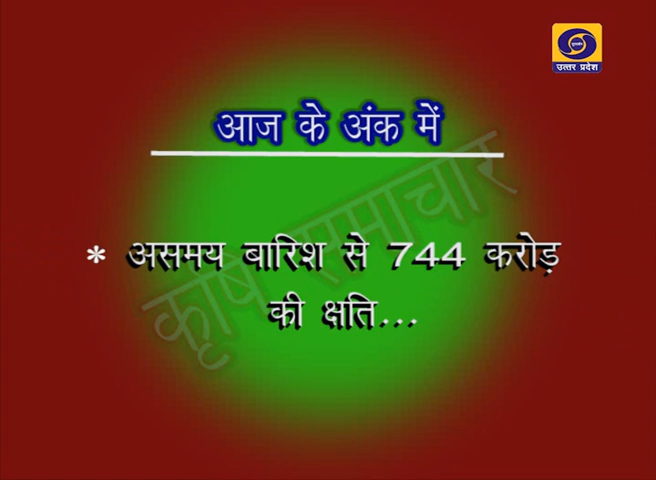 उत्तर प्रदेश
आज के अंक में
* असमय बारिश से 744 करोड़
की क्षति...
कृषि समाचार